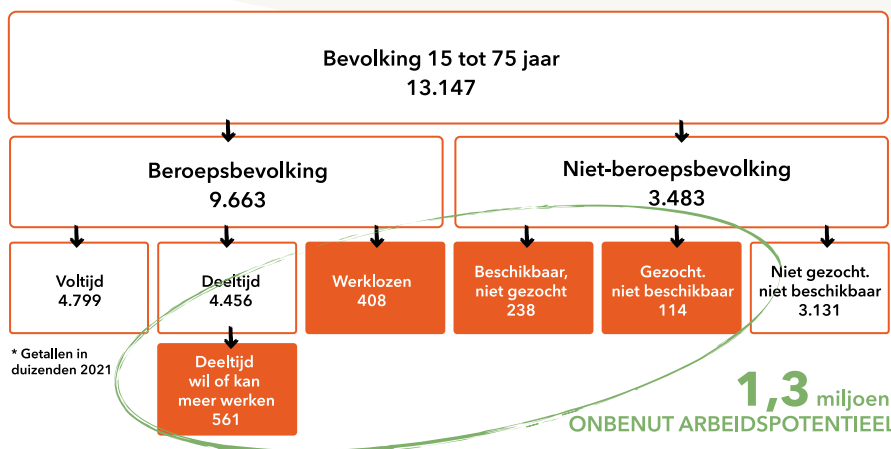 Bevolking 15 tot 75 jaar
13.147
Beroepsbevolking
9.663
Niet-beroepsbevolking
3.483
Voltijd
4.799
Deeltijd
4.456
Werklozen
408
Beschikbaar,
niet gezocht
238
Gezocht.
niet beschikbaar
114
Niet gezocht.
niet beschikbaar
3.131
* Getallen in
duizenden 2021
Deeltijd
wil of kan
meer werken
561
1,3 miljoen
ONBENUT ARBEIDSPOTENTIEEL